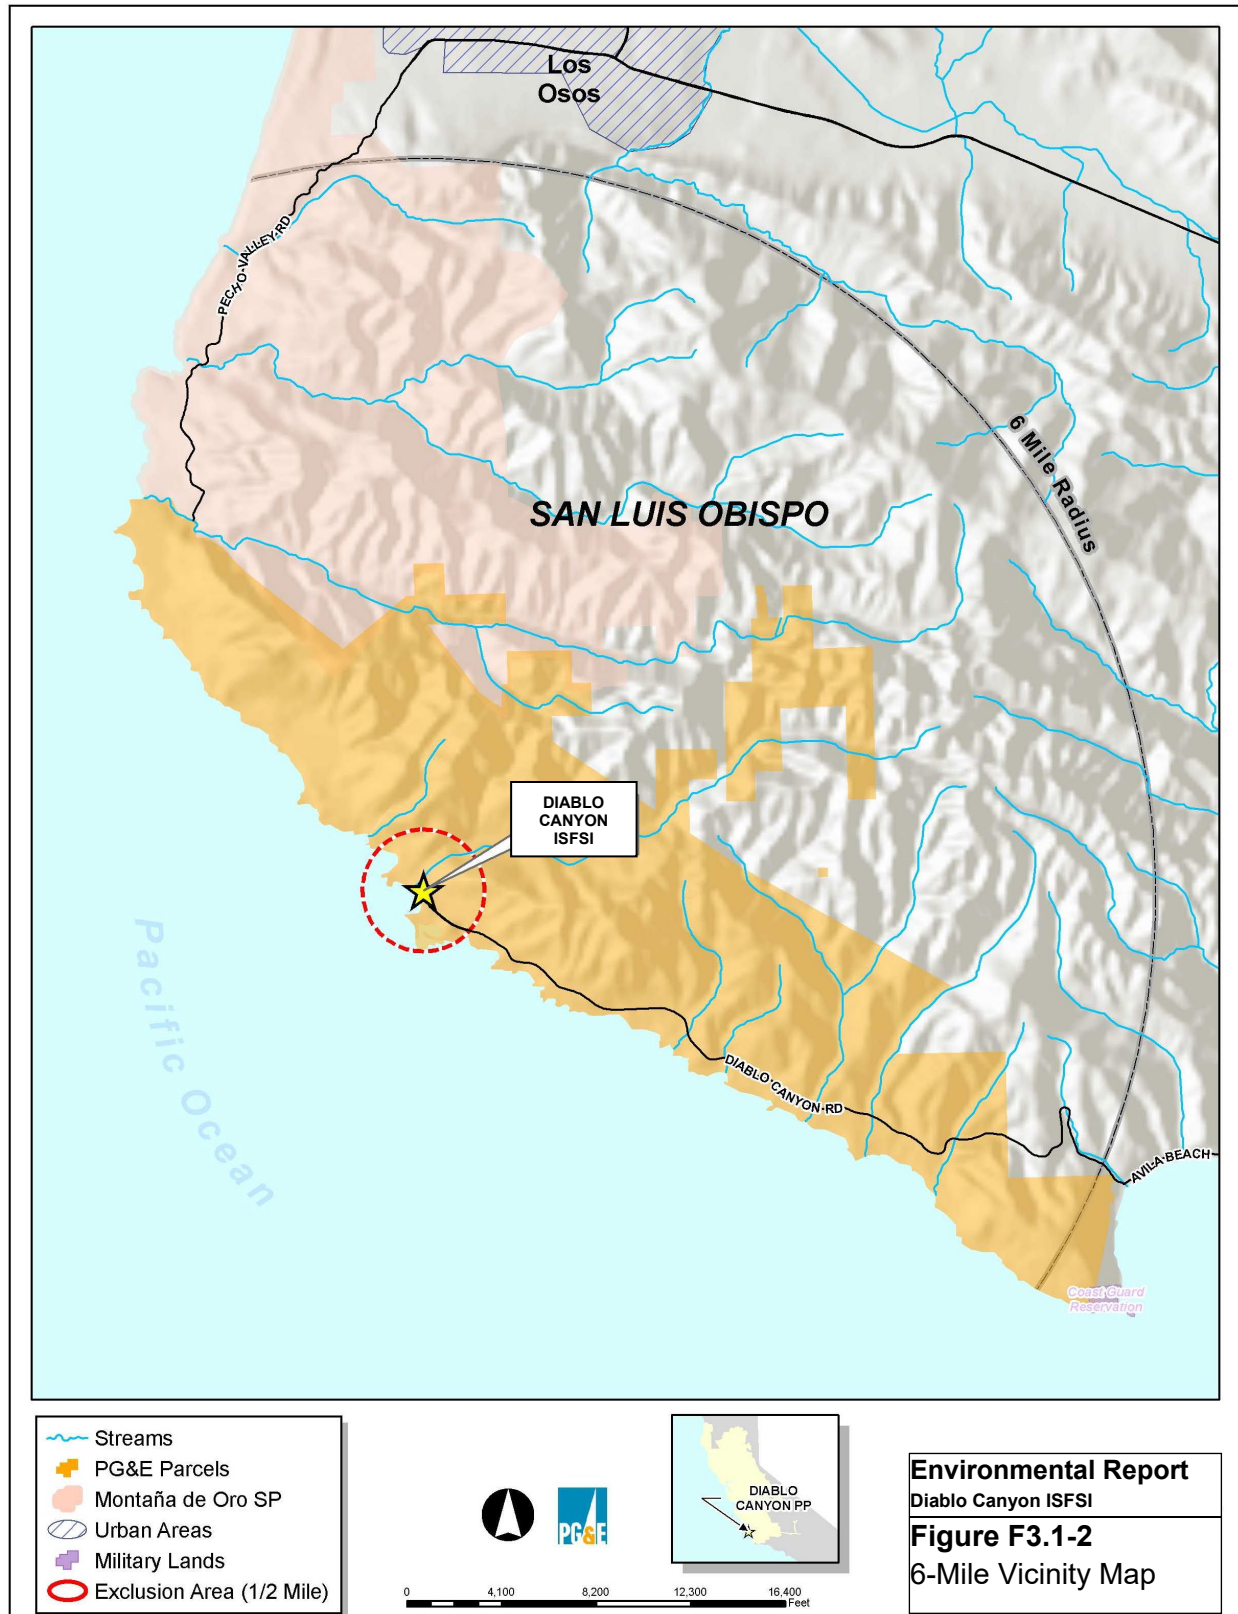 Los
Osos
PECHO VALLEY RD
6 Mile Radius
SAN LUIS OBISPO
DIABLO
CANYON
ISFSI
Pacific Ocean
DIABLO CANYON RD
AVILA BEACH
Coast Guard
Reservation
Streams
PG&E Parcels
Montaña de Oro SP
Urban Areas
Military Lands
Exclusion Area (1/2 Mile)
PG&E
0 4,100 8,200 12,300 16,400
Feet
DIABLO
CANYON PP
Environmental Report
Diablo Canyon ISFSI
Figure F3.1-2
6-Mile Vicinity Map